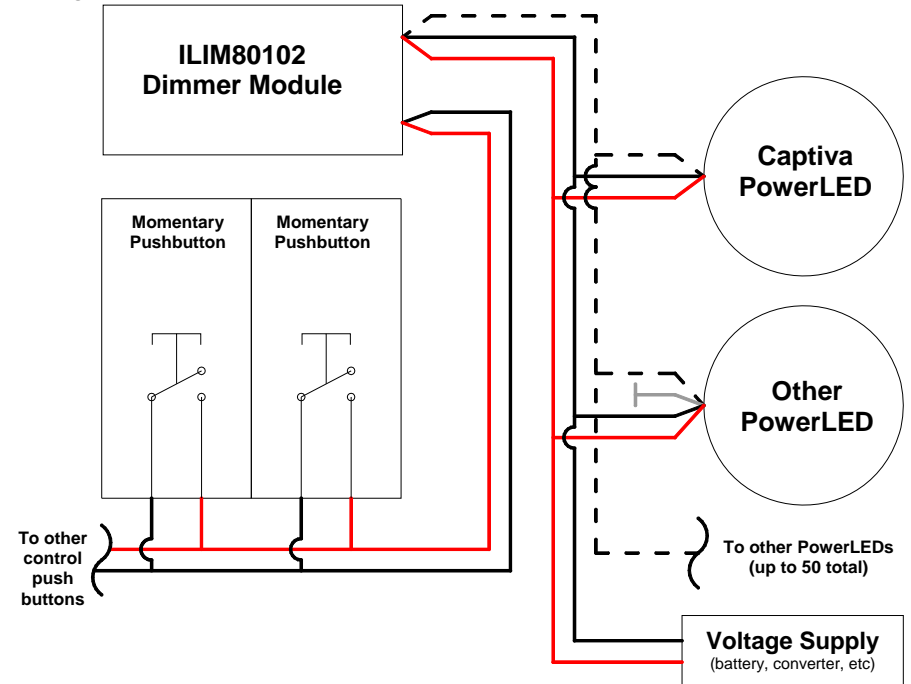 ILIM80102
Dimmer Module
Captiva
PowerLED
Momentary
Pushbutton
Momentary
Pushbutton
Other
PowerLED
To other
control
push
buttons
To other PowerLEDs
(up to 50 total)
Voltage Supply
(battery, converter, etc)